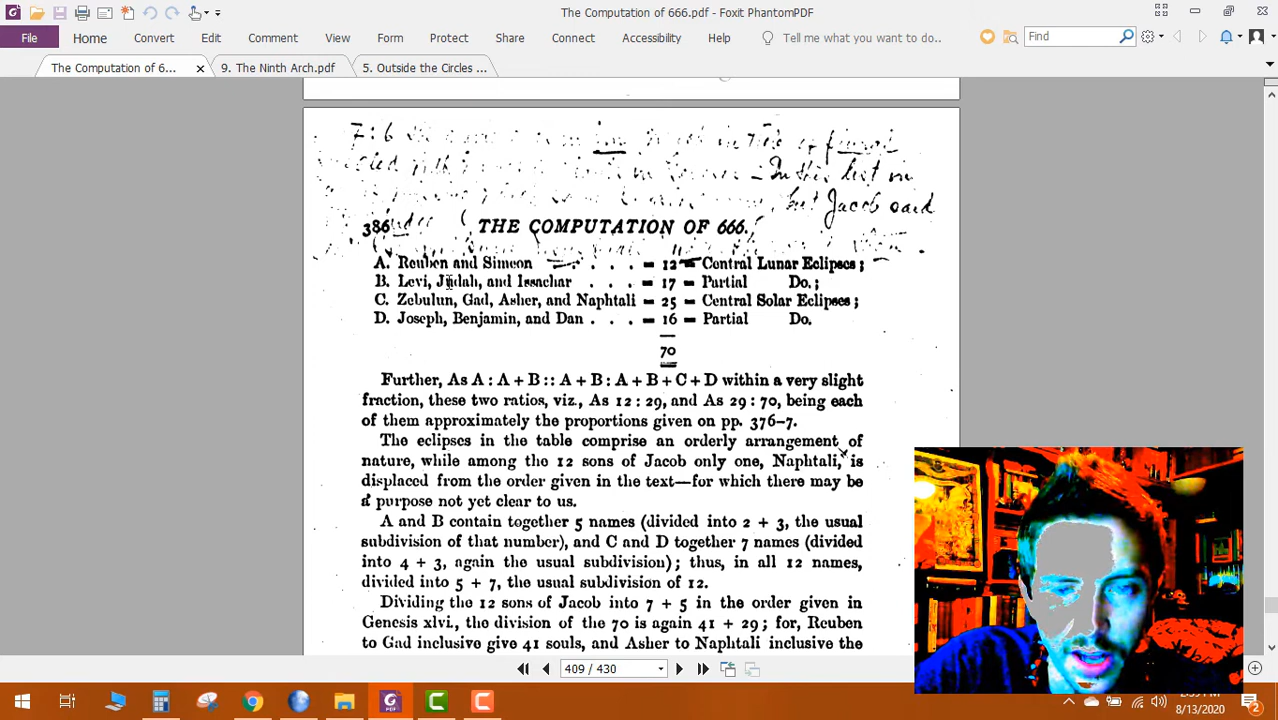 The Computation of 666.pdf - Foxit PhantomPDF
File Home Convert Edit Comment View Form Protect Share Connect Accessibility Help Tell me what you want to do.. Find
The Computation of 6... × 9. The Ninth Arch.pdf 5. Outside the Circles ...
7:6
In this list in
but Jacob said
386 THE COMPUTATION OF 666.
A. Reuben and Simeon . . . = 12 = Central Lunar Eclipses ;
B. Levi, Judah, and Issachar . . . = 17 = Partial Do. ;
C. Zebulun, Gad, Asher, and Naphtali = 25 = Central Solar Eclipses ;
D. Joseph, Benjamin, and Dan . . . = 16 = Partial Do.
70
Further, As A : A + B :: A + B : A + B + C + D within a very slight
fraction, these two ratios, viz., As 12 : 29, and As 29 : 70, being each
of them approximately the proportions given on pp. 376-7.
The eclipses in the table comprise an orderly arrangement of
nature, while among the 12 sons of Jacob only one, Naphtali, is
displaced from the order given in the text—for which there may be
a purpose not yet clear to us.
A and B contain together 5 names (divided into 2 + 3, the usual
subdivision of that number), and C and D together 7 names (divided
into 4 + 3, again the usual subdivision) ; thus, in all 12 names,
divided into 5 + 7, the usual subdivision of 12.
Dividing the 12 sons of Jacob into 7 + 5 in the order given in
Genesis xlvi., the division of the 70 is again 41 + 29 ; for, Reuben
to Gad inclusive give 41 souls, and Asher to Naphtali inclusive the
409 / 430
8/13/2020
2